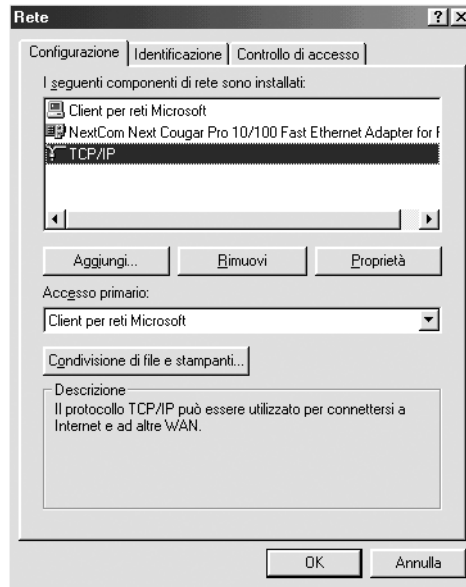 Rete
Configurazione Identificazione Controllo di accesso
I seguenti componenti di rete sono installati:
Client per reti Microsoft
NextCom Next Cougar Pro 10/100 Fast Ethernet Adapter for
TCP/IP
Aggiungi... Rimuovi Proprietà
Accesso primario:
Client per reti Microsoft
Condivisione di file e stampanti...
Descrizione
Il protocollo TCP/IP può essere utilizzato per connettersi a
Internet e ad altre WAN.
OK Annulla